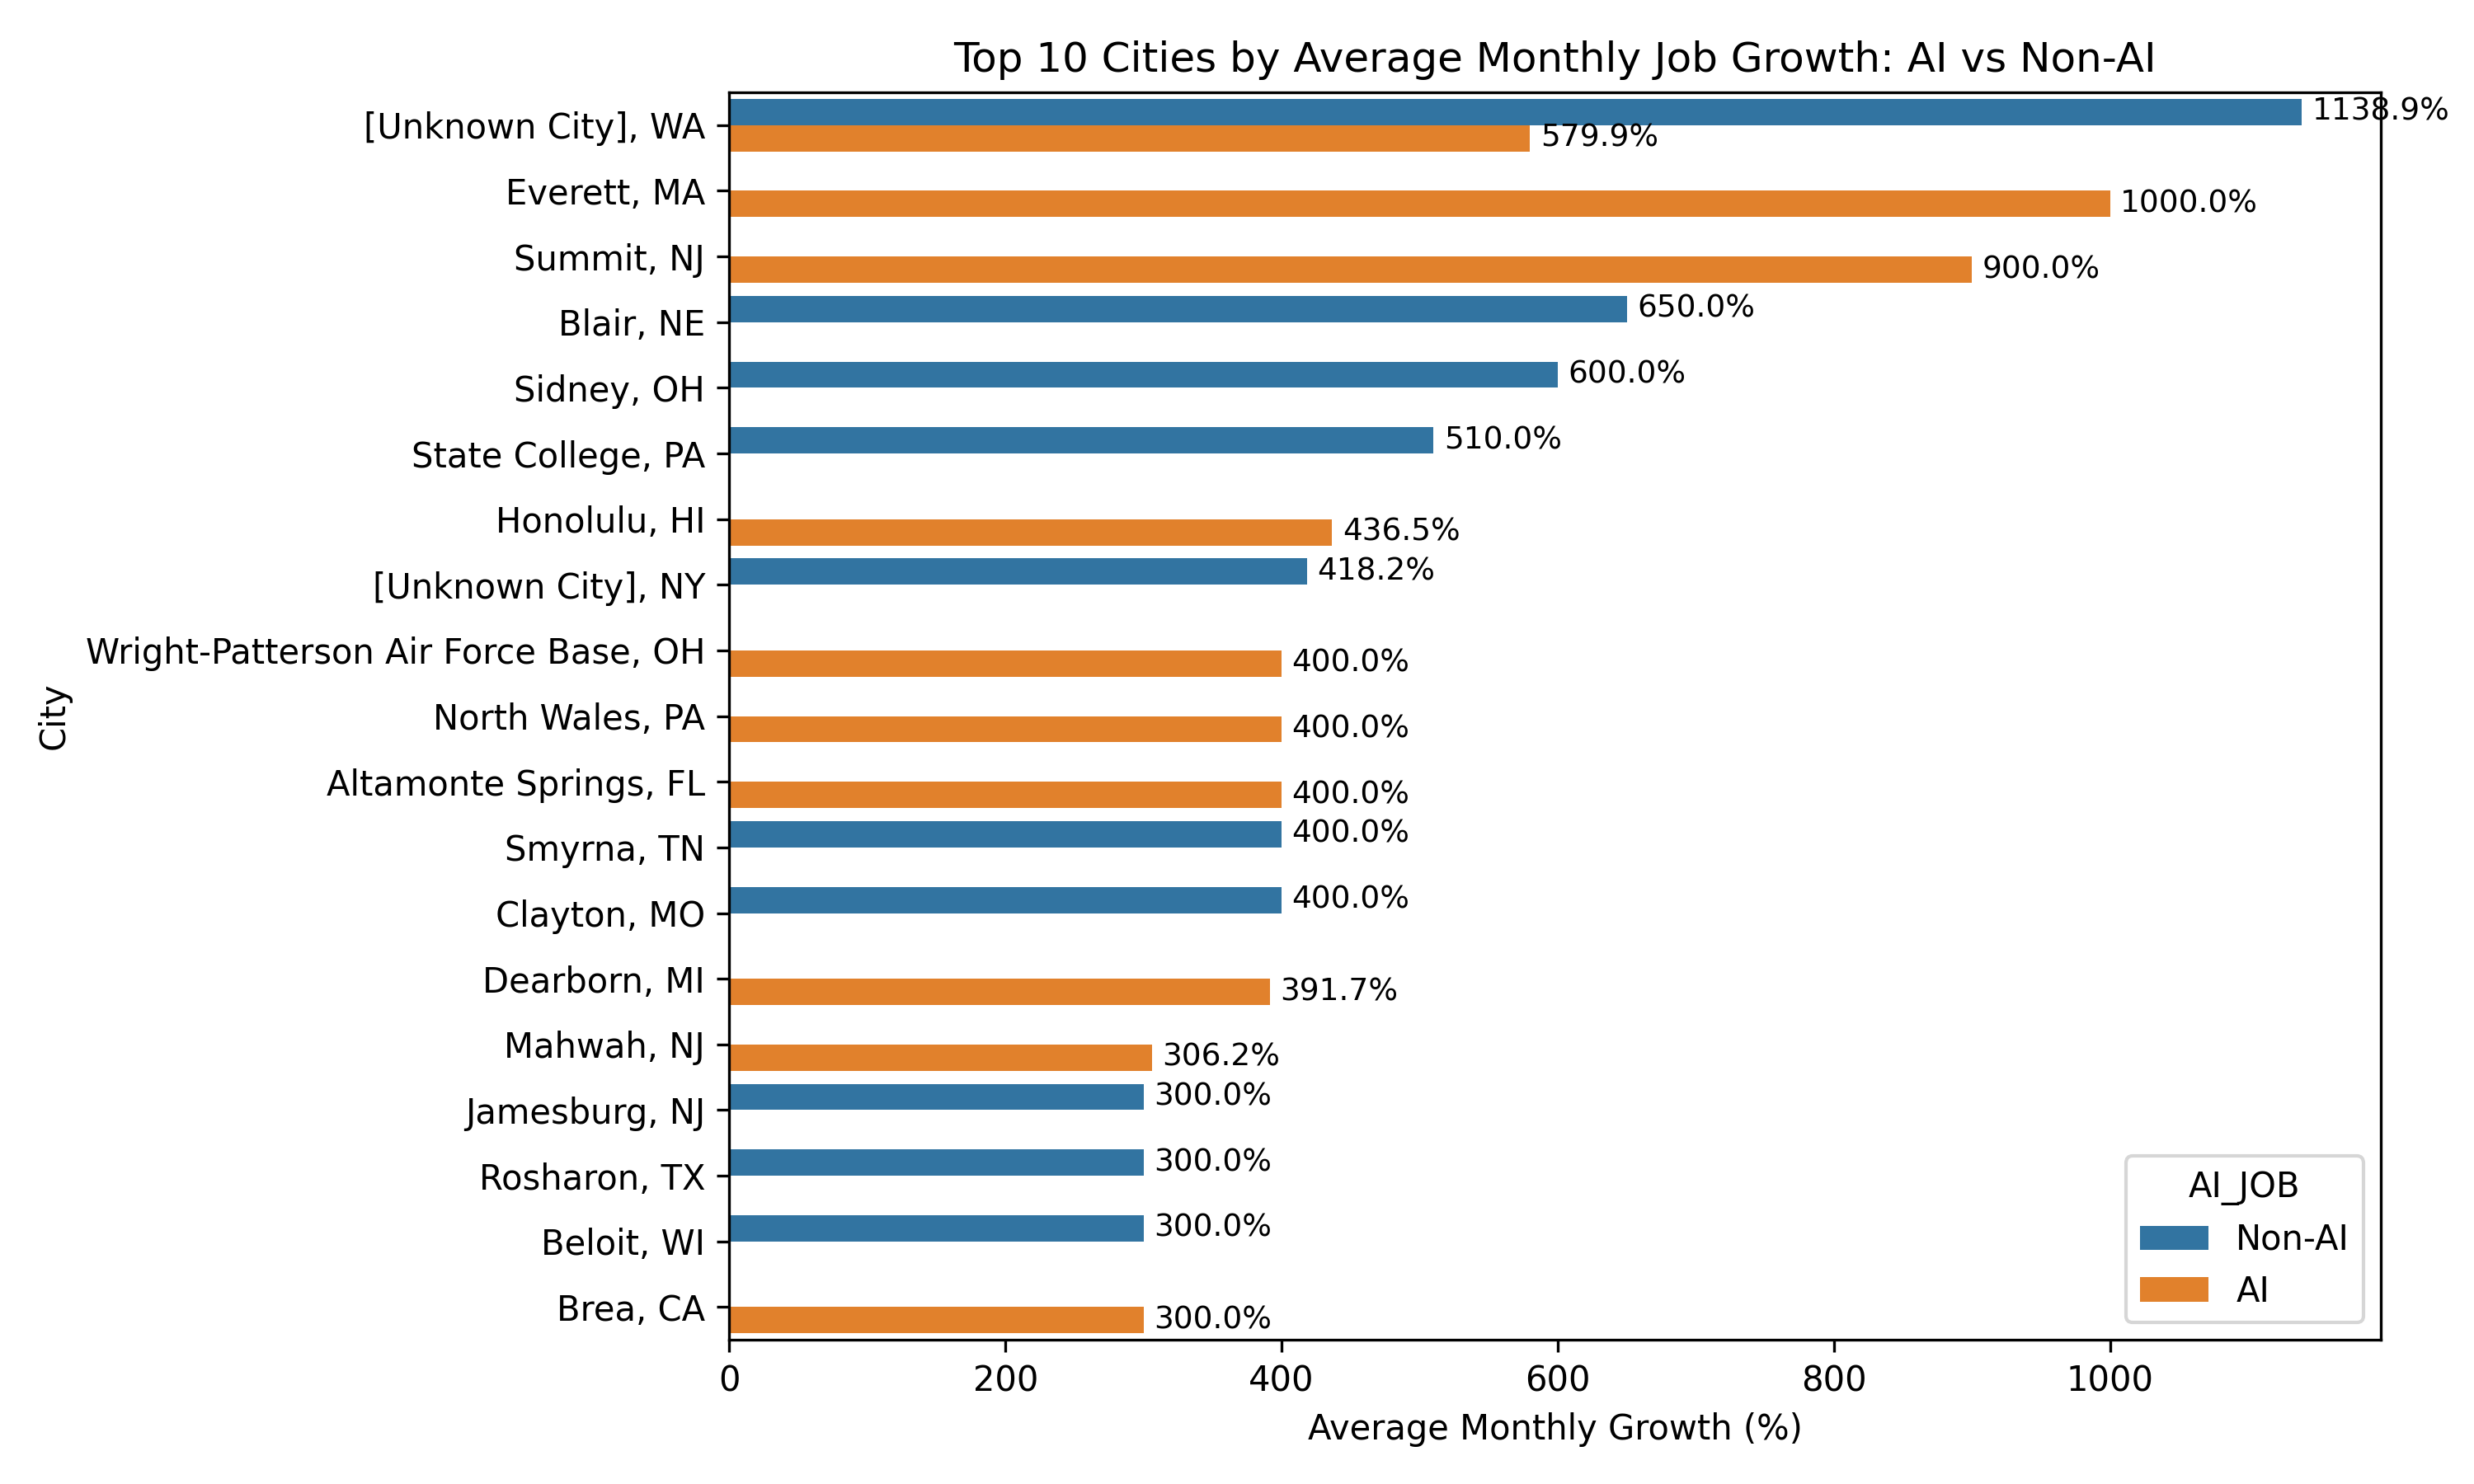 Top 10 Cities by Average Monthly Job Growth: AI vs Non-AI
[Unknown City], WA
1138.9%
579.9%
Everett, MA
1000.0%
Summit, NJ
900.0%
Blair, NE
650.0%
Sidney, OH
600.0%
State College, PA
510.0%
Honolulu, HI
436.5%
[Unknown City], NY
418.2%
Wright-Patterson Air Force Base, OH
400.0%
North Wales, PA
400.0%
Altamonte Springs, FL
400.0%
Smyrna, TN
400.0%
Clayton, MO
400.0%
Dearborn, MI
391.7%
Mahwah, NJ
306.2%
Jamesburg, NJ
300.0%
Rosharon, TX
300.0%
Beloit, WI
300.0%
Brea, CA
300.0%
City
AI_JOB
Non-AI
AI
0 200 400 600 800 1000
Average Monthly Growth (%)